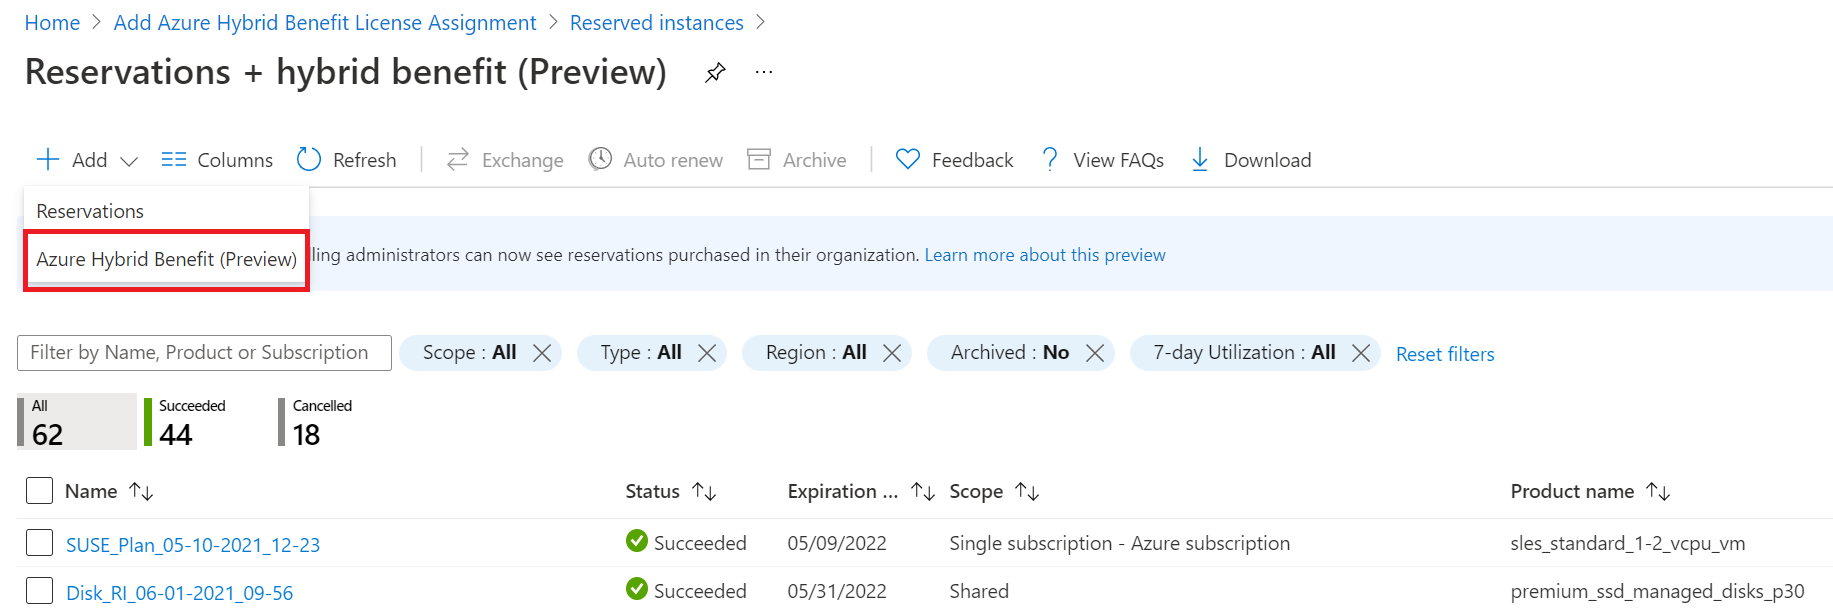 Home > Add Azure Hybrid Benefit License Assignment > Reserved instances >
Reservations + hybrid benefit (Preview) ...
Add Columns Refresh Exchange Auto renew Archive Feedback View FAQs Download
Reservations
Azure Hybrid Benefit (Preview)
administrators can now see reservations purchased in their organization. Learn more about this preview
Filter by Name, Product or Subscription Scope : All Type : All Region : All Archived : No 7-day Utilization : All Reset filters
All Succeeded Cancelled
62 44 18
Name Status Expiration ... Scope Product name
SUSE_Plan_05-10-2021_12-23 Succeeded 05/09/2022 Single subscription - Azure subscription sles_standard_1-2_vcpu_vm
Disk_RI_06-01-2021_09-56 Succeeded 05/31/2022 Shared premium_ssd_managed_disks_p30